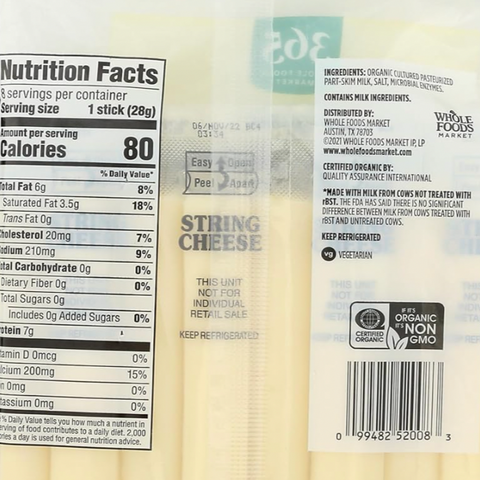 Nutrition Facts
8 servings per container
Serving size 1 stick (28g)
Amount per serving
Calories 80
% Daily Value*
Total Fat 6g 8%
Saturated Fat 3.5g 18%
Trans Fat 0g
Cholesterol 20mg 7%
Sodium 210mg 9%
Total Carbohydrate 0g 0%
Dietary Fiber 0g 0%
Total Sugars 0g
Includes 0g Added Sugars 0%
Protein 7g
Vitamin D 0mcg 0%
Calcium 200mg 15%
Iron 0mg 0%
Potassium 0mg 0%
% Daily Value tells you how much a nutrient in
serving of food contributes to a daily diet. 2,000
calories a day is used for general nutrition advice.
365
WHOLE FOODS
MARKET
06/NOV/22
03:34
Easy Open
Peel Again
STRING
CHEESE
THIS UNIT
NOT FOR
INDIVIDUAL
RETAIL SALE
KEEP REFRIGERATED
INGREDIENTS: ORGANIC CULTURED PASTEURIZED
PART-SKIM MILK, SALT, MICROBIAL ENZYMES.
CONTAINS MILK INGREDIENTS.
DISTRIBUTED BY:
WHOLE FOODS MARKET
AUSTIN, TX 78703
©2021 WHOLE FOODS MARKET IP, LP
www.wholefoodsmarket.com
WHOLE
FOODS
MARKET
CERTIFIED ORGANIC BY:
QUALITY ASSURANCE INTERNATIONAL
*MADE WITH MILK FROM COWS NOT TREATED WITH
rBST. THE FDA HAS SAID THERE IS NO SIGNIFICANT
DIFFERENCE BETWEEN MILK FROM COWS TREATED WITH
rBST AND UNTREATED COWS.
KEEP REFRIGERATED
vg VEGETARIAN
CERTIFIED
ORGANIC
IF IT'S
ORGANIC
IT'S NON
GMO
0 99482 52008 3